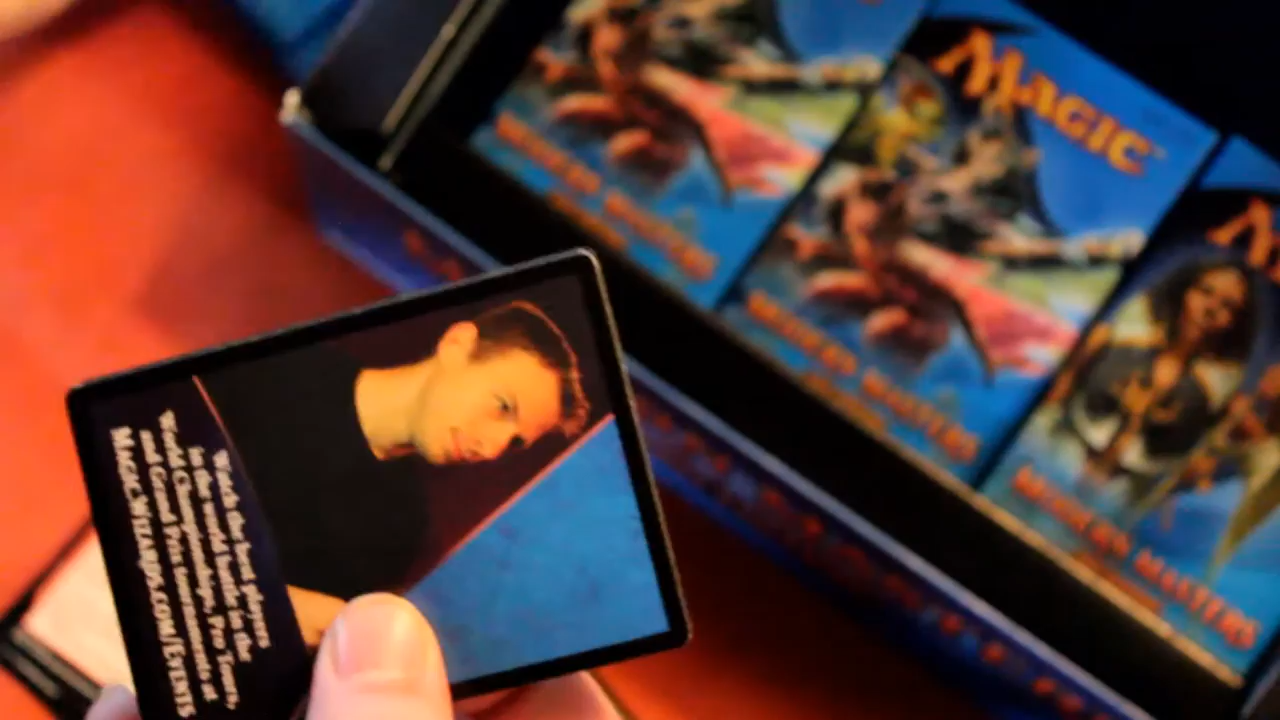 Watch the best players
in the world battle in the
World Championships, Pro Tours,
and Grand Prix tournaments at
MAGIC.WIZARDS.COM/EVENTS
MAGIC
MODERN MASTERS
MODERN MASTERS
MODERN MASTERS